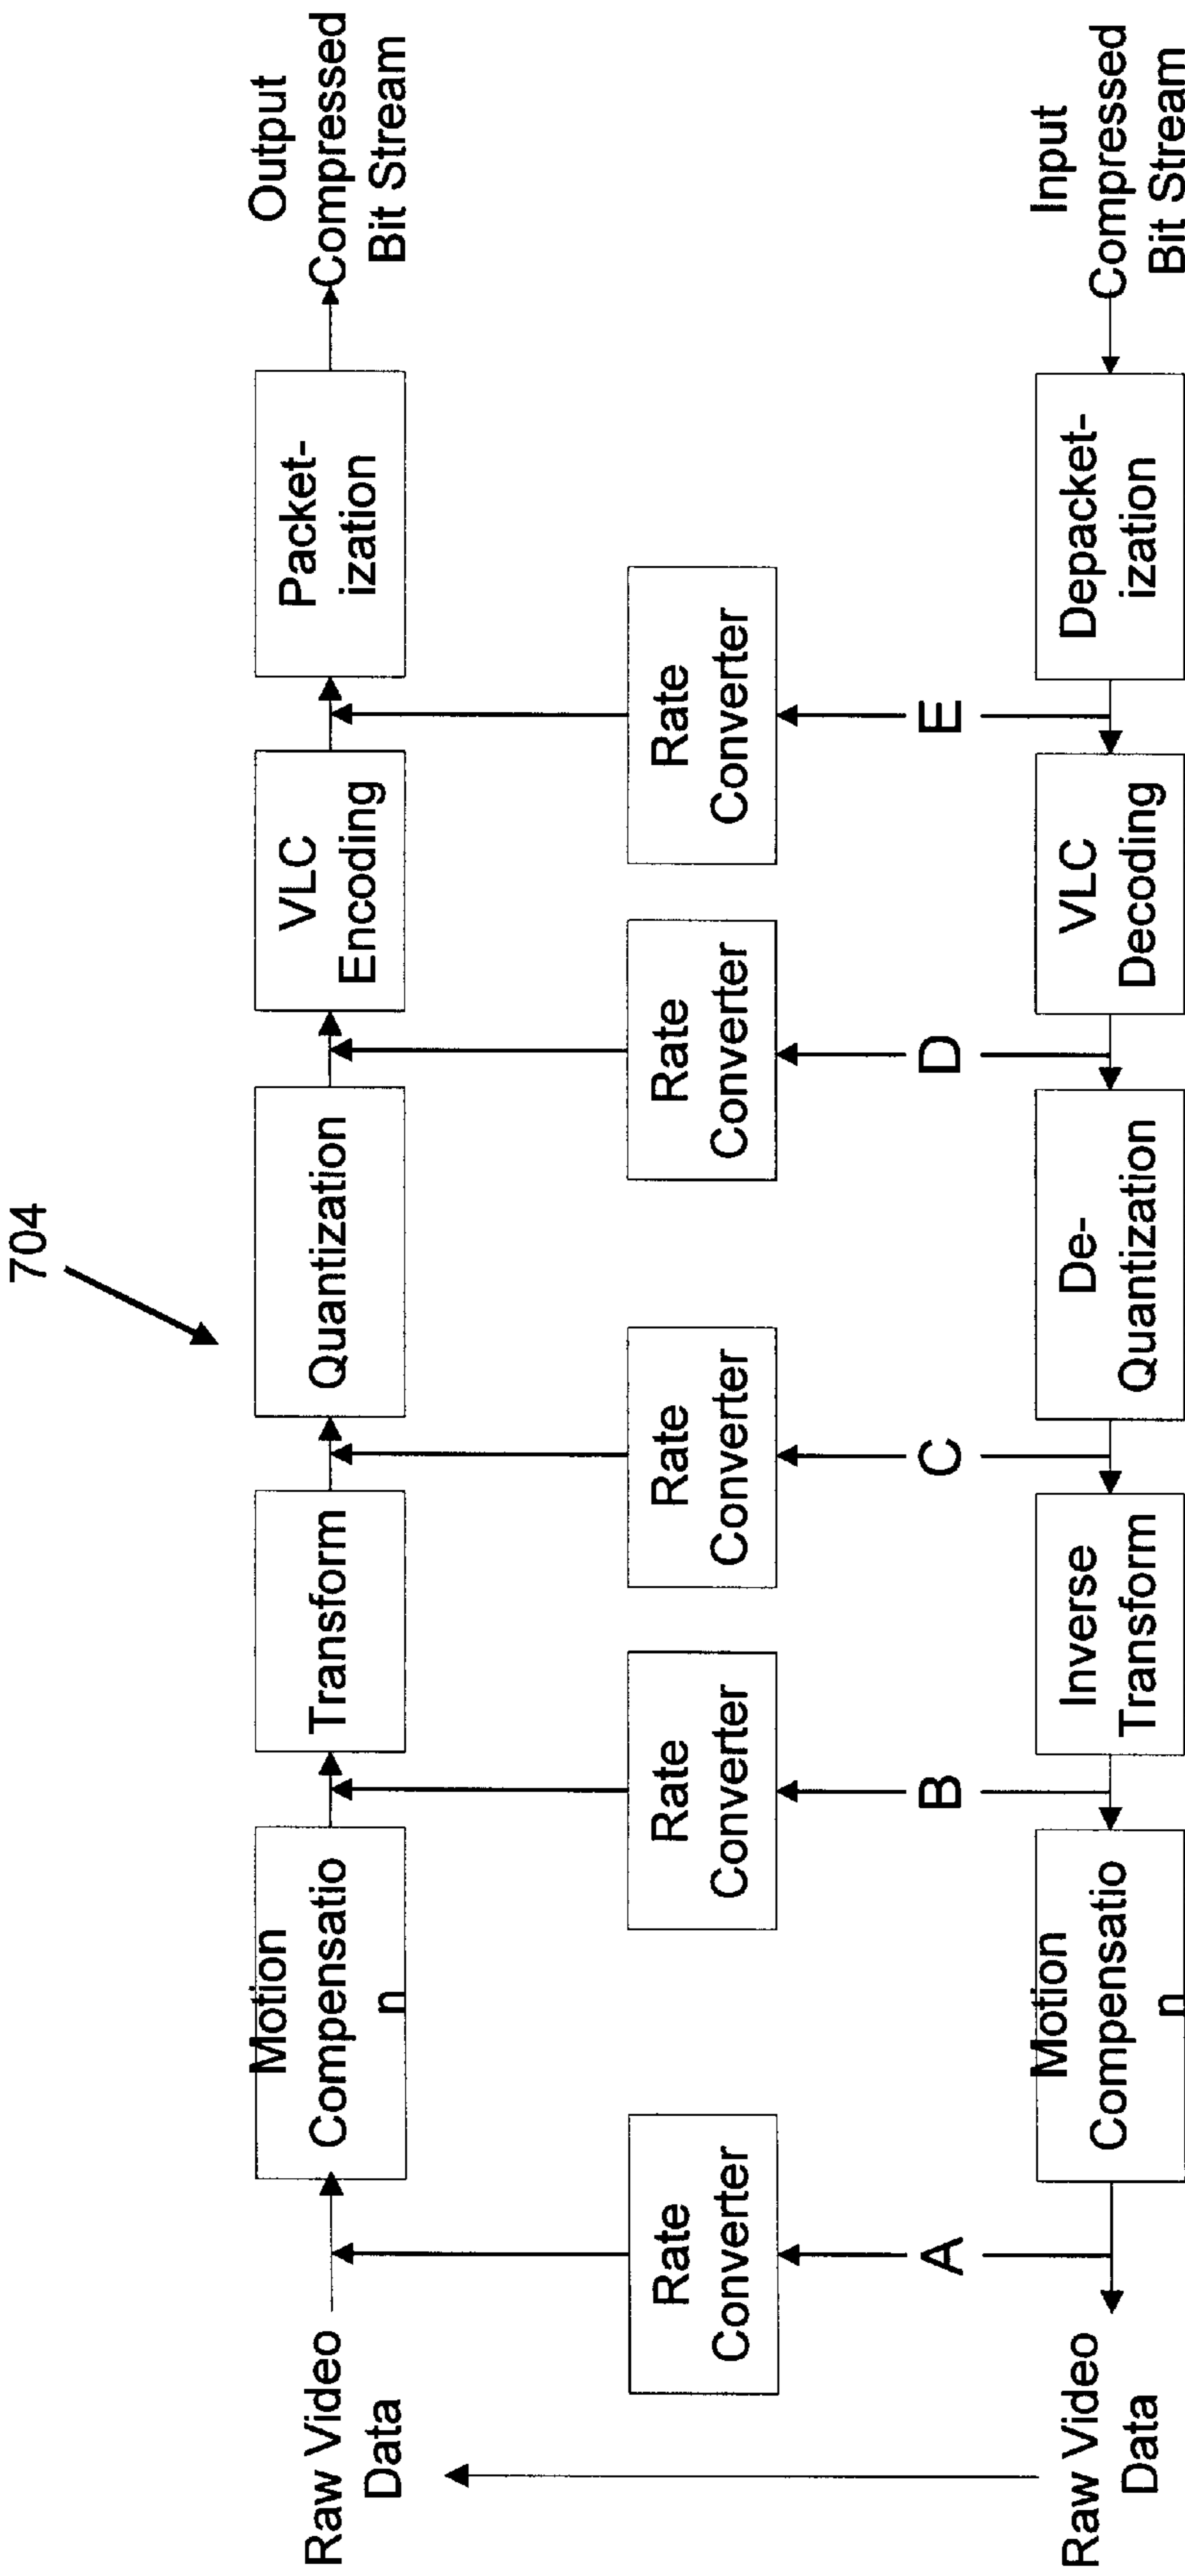 704
Raw Video
Data
Motion
Compensatio
n
Transform
Quantization
VLC
Encoding
Packet-
ization
Output
Compressed
Bit Stream
Rate
Converter
Rate
Converter
Rate
Converter
Rate
Converter
Rate
Converter
A
B
C
D
E
Raw Video
Data
Motion
Compensatio
n
Inverse
Transform
De-
Quantization
VLC
Decoding
Depacket-
ization
Input
Compressed
Bit Stream